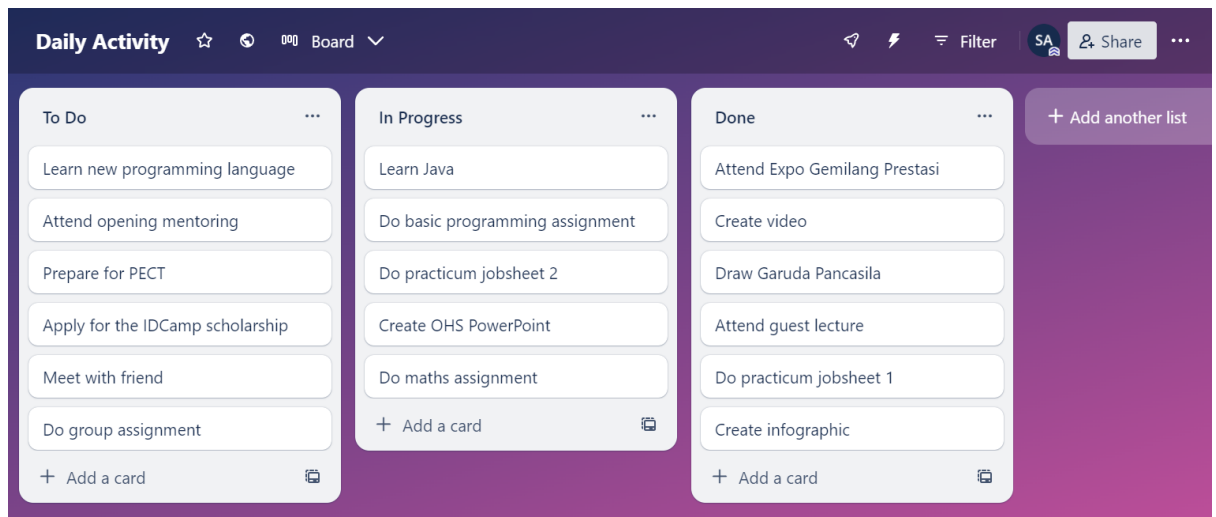 Daily Activity
Board
Filter
SA
Share
To Do
Learn new programming language
Attend opening mentoring
Prepare for PECT
Apply for the IDCamp scholarship
Meet with friend
Do group assignment
+ Add a card
In Progress
Learn Java
Do basic programming assignment
Do practicum jobsheet 2
Create OHS PowerPoint
Do maths assignment
+ Add a card
Done
Attend Expo Gemilang Prestasi
Create video
Draw Garuda Pancasila
Attend guest lecture
Do practicum jobsheet 1
Create infographic
+ Add a card
+ Add another list